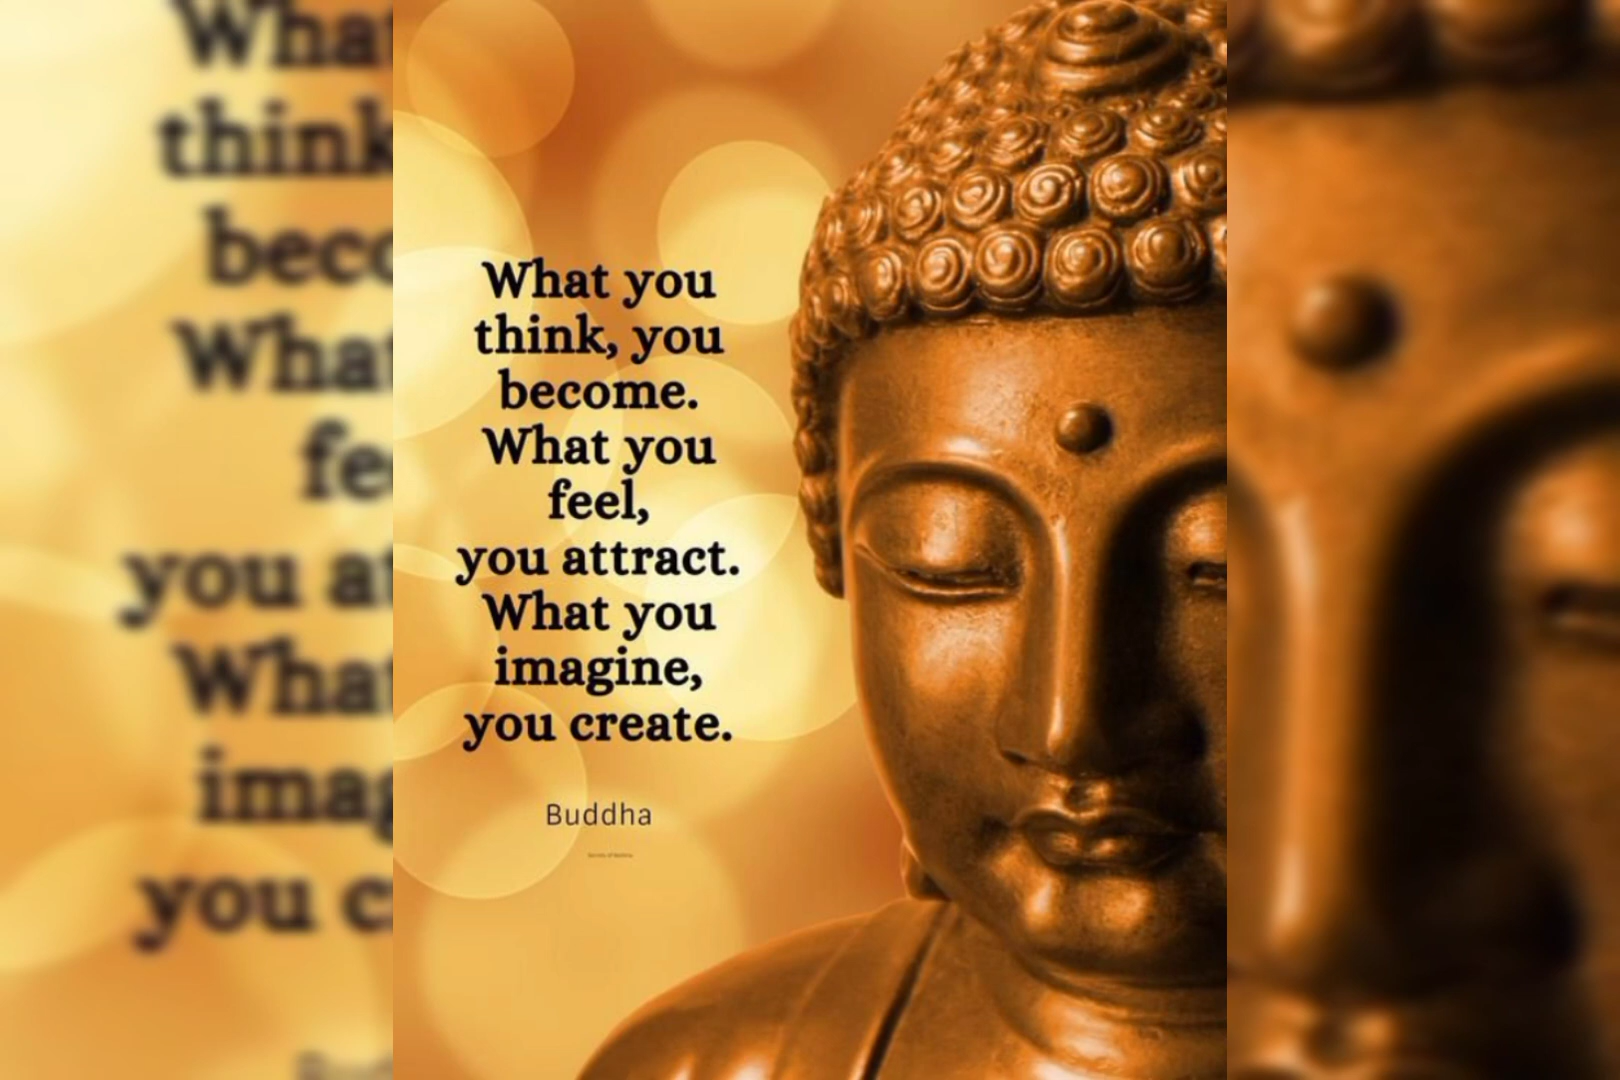 What you
think, you
become.
What you
feel,
you attract.
What you
imagine,
you create.
Buddha